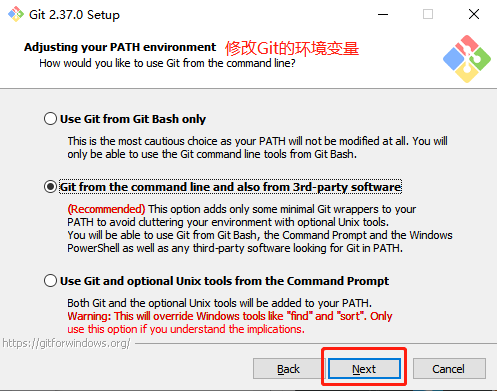 Git 2.37.0 Setup
Adjusting your PATH environment 修改Git的环境变量
How would you like to use Git from the command line?
Use Git from Git Bash only
This is the most cautious choice as your PATH will not be modified at all. You will
only be able to use the Git command line tools from Git Bash.
Git from the command line and also from 3rd-party software
(Recommended) This option adds only some minimal Git wrappers to your
PATH to avoid cluttering your environment with optional Unix tools.
You will be able to use Git from Git Bash, the Command Prompt and the Windows
PowerShell as well as any third-party software looking for Git in PATH.
Use Git and optional Unix tools from the Command Prompt
Both Git and the optional Unix tools will be added to your PATH.
Warning: This will override Windows tools like "find" and "sort". Only
use this option if you understand the implications.
https://gitforwindows.org/
Back Next Cancel